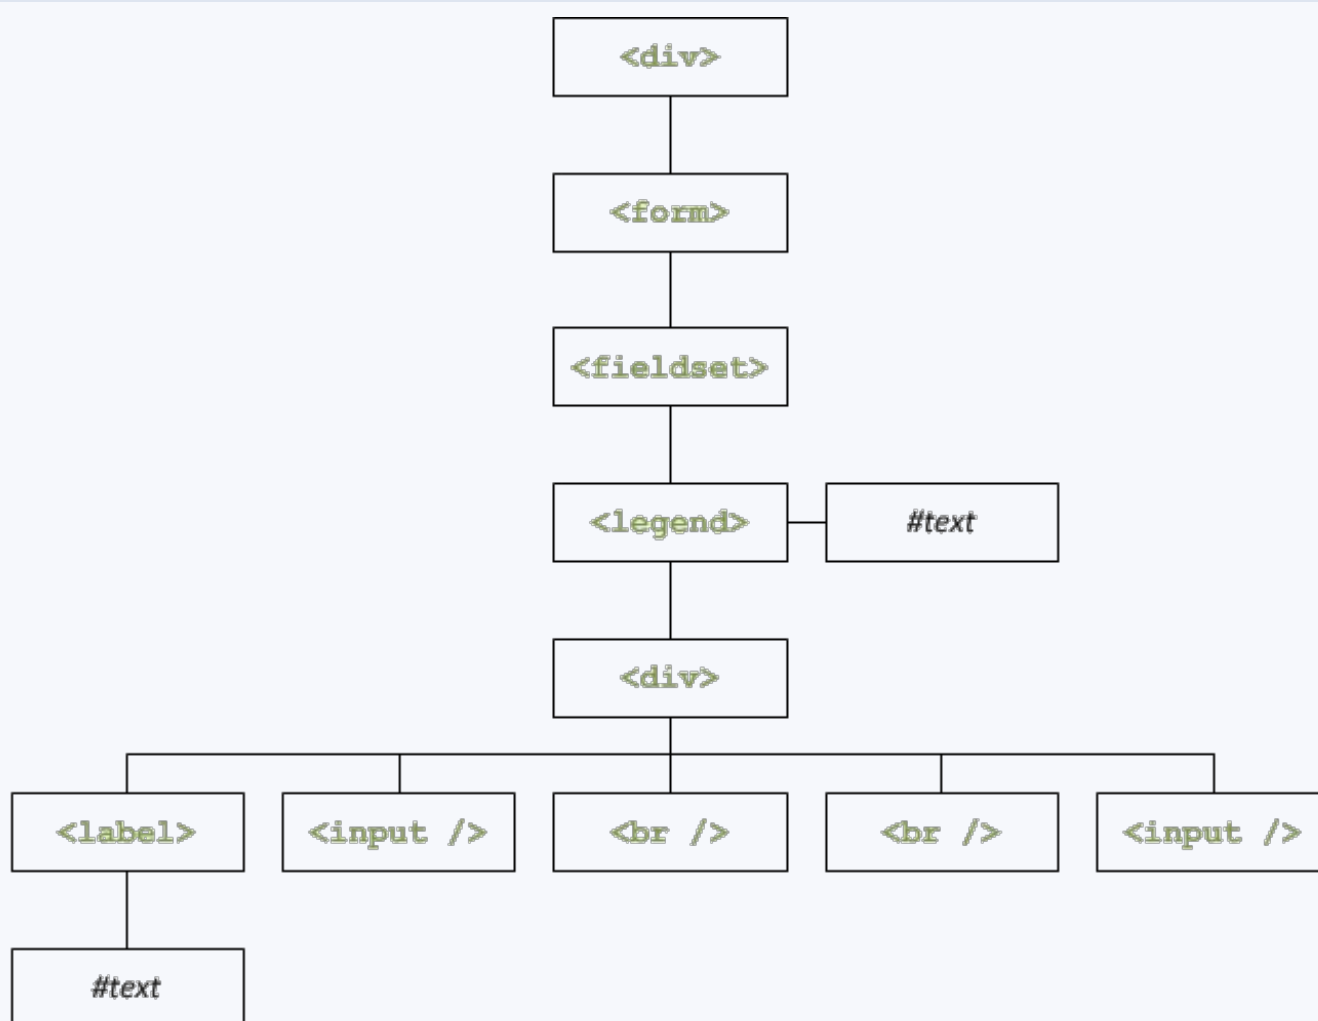 <div>
<form>
<fieldset>
<legend> #text
<div>
<label> <input /> <br /> <br /> <input />
#text